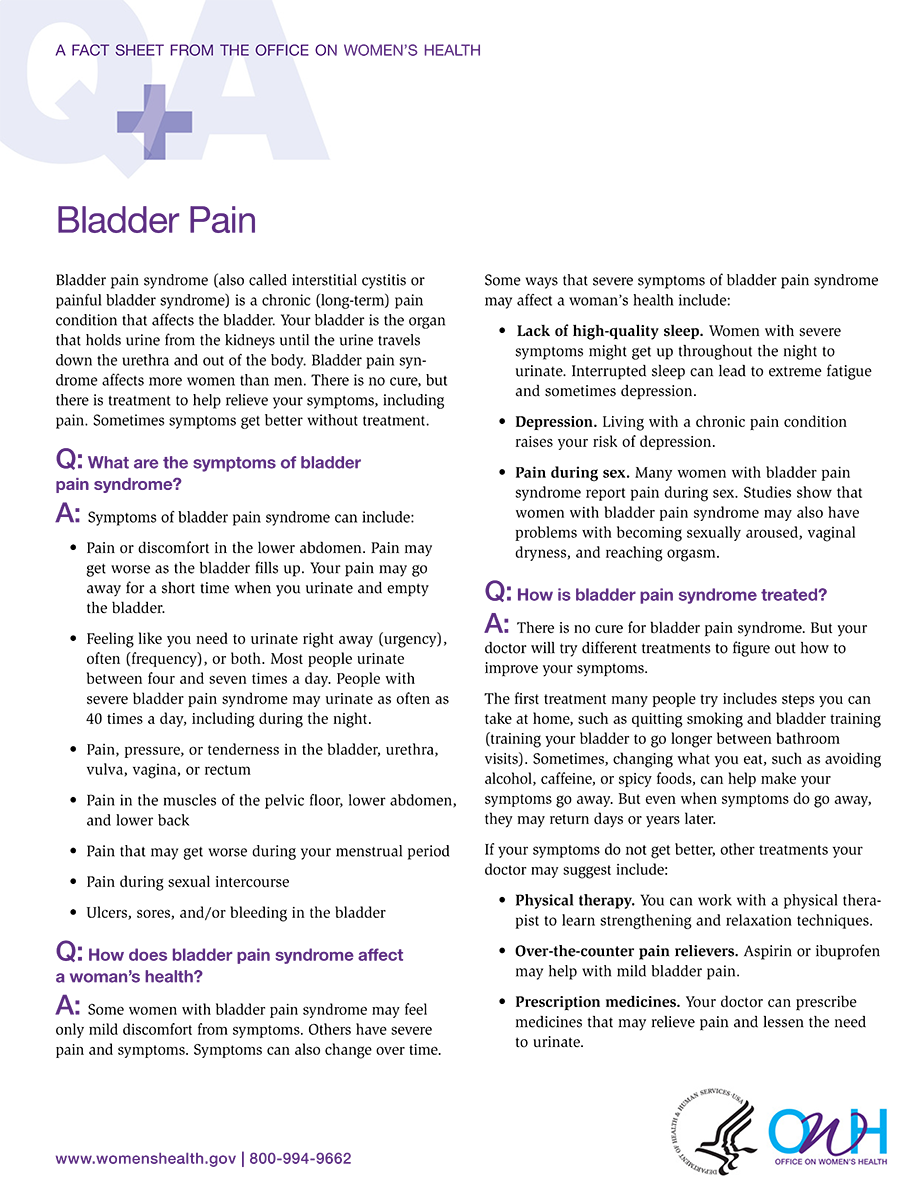 A FACT SHEET FROM THE OFFICE ON WOMEN'S HEALTH
QA
Bladder Pain
Bladder pain syndrome (also called interstitial cystitis or
painful bladder syndrome) is a chronic (long-term) pain
condition that affects the bladder. Your bladder is the organ
that holds urine from the kidneys until the urine travels
down the urethra and out of the body. Bladder pain syn-
drome affects more women than men. There is no cure, but
there is treatment to help relieve your symptoms, including
pain. Sometimes symptoms get better without treatment.
Q: What are the symptoms of bladder
pain syndrome?
A: Symptoms of bladder pain syndrome can include:
• Pain or discomfort in the lower abdomen. Pain may
get worse as the bladder fills up. Your pain may go
away for a short time when you urinate and empty
the bladder.
• Feeling like you need to urinate right away (urgency),
often (frequency), or both. Most people urinate
between four and seven times a day. People with
severe bladder pain syndrome may urinate as often as
40 times a day, including during the night.
• Pain, pressure, or tenderness in the bladder, urethra,
vulva, vagina, or rectum
• Pain in the muscles of the pelvic floor, lower abdomen,
and lower back
• Pain that may get worse during your menstrual period
• Pain during sexual intercourse
• Ulcers, sores, and/or bleeding in the bladder
Q: How does bladder pain syndrome affect
a woman's health?
A: Some women with bladder pain syndrome may feel
only mild discomfort from symptoms. Others have severe
pain and symptoms. Symptoms can also change over time.
Some ways that severe symptoms of bladder pain syndrome
may affect a woman's health include:
• Lack of high-quality sleep. Women with severe
symptoms might get up throughout the night to
urinate. Interrupted sleep can lead to extreme fatigue
and sometimes depression.
• Depression. Living with a chronic pain condition
raises your risk of depression.
• Pain during sex. Many women with bladder pain
syndrome report pain during sex. Studies show that
women with bladder pain syndrome may also have
problems with becoming sexually aroused, vaginal
dryness, and reaching orgasm.
Q: How is bladder pain syndrome treated?
A: There is no cure for bladder pain syndrome. But your
doctor will try different treatments to figure out how to
improve your symptoms.
The first treatment many people try includes steps you can
take at home, such as quitting smoking and bladder training
(training your bladder to go longer between bathroom
visits). Sometimes, changing what you eat, such as avoiding
alcohol, caffeine, or spicy foods, can help make your
symptoms go away. But even when symptoms do go away,
they may return days or years later.
If your symptoms do not get better, other treatments your
doctor may suggest include:
• Physical therapy. You can work with a physical thera-
pist to learn strengthening and relaxation techniques.
• Over-the-counter pain relievers. Aspirin or ibuprofen
may help with mild bladder pain.
• Prescription medicines. Your doctor can prescribe
medicines that may relieve pain and lessen the need
to urinate.
www.womenshealth.gov | 800-994-9662
DEPARTMENT OF HEALTH & HUMAN SERVICES·USA
OWH
OFFICE ON WOMEN'S HEALTH